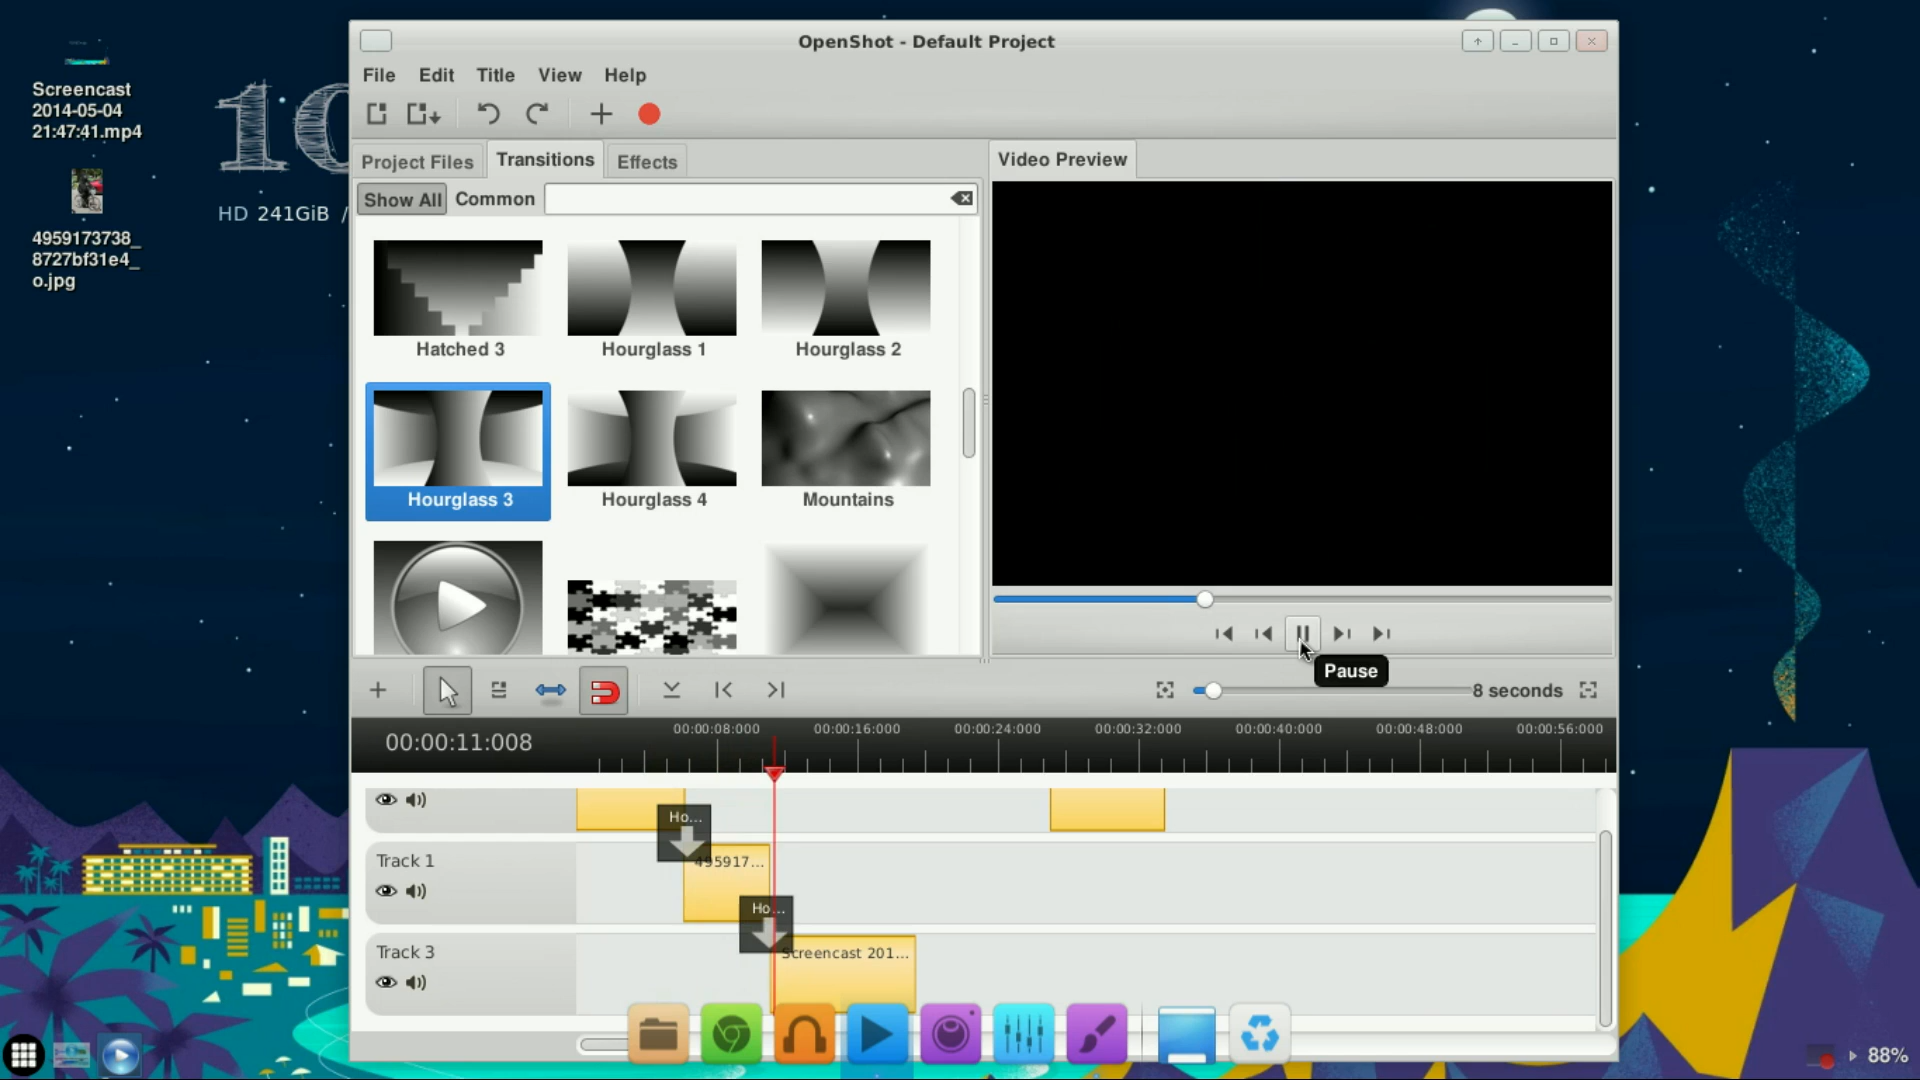 Screencast
2014-05-04
21:47:41.mp4
4959173738_
8727bf31e4_
o.jpg
10
HD 241GiB /
OpenShot - Default Project
File Edit Title View Help
Project Files Transitions Effects
Show All Common
Hatched 3 Hourglass 1 Hourglass 2
Hourglass 3 Hourglass 4 Mountains
Video Preview
Pause
8 seconds
00:00:11:008
00:00:08:000 00:00:16:000 00:00:24:000 00:00:32:000 00:00:40:000 00:00:48:000 00:00:56:000
Ho...
Track 1
495917...
Ho...
Track 3
Screencast 201...
88%